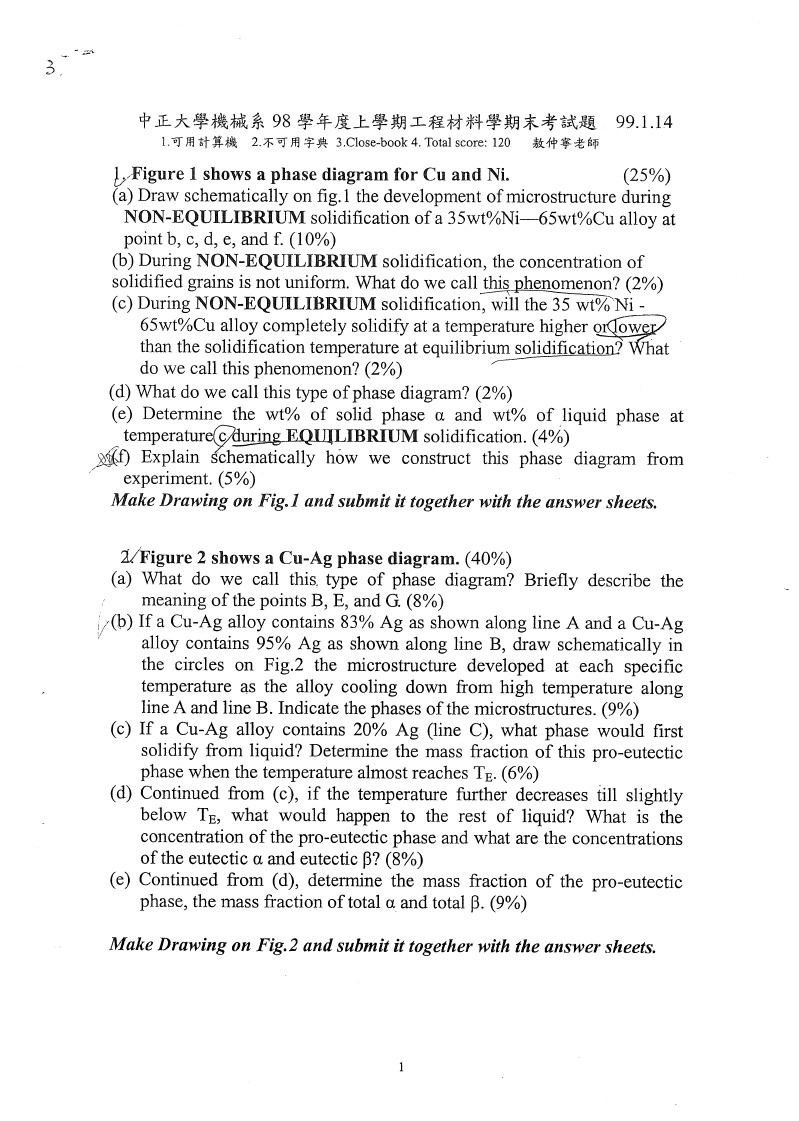 3.
中正大學機械系 98 學年度上學期工程材料學期末考試題 99.1.14
1.可用計算機 2.不可用字典 3.Close-book 4. Total score: 120 敖仲寧老師
1. Figure 1 shows a phase diagram for Cu and Ni. (25%)
(a) Draw schematically on fig.1 the development of microstructure during
NON-EQUILIBRIUM solidification of a 35wt%Ni—65wt%Cu alloy at
point b, c, d, e, and f. (10%)
(b) During NON-EQUILIBRIUM solidification, the concentration of
solidified grains is not uniform. What do we call this phenomenon? (2%)
(c) During NON-EQUILIBRIUM solidification, will the 35 wt% Ni -
65wt%Cu alloy completely solidify at a temperature higher or lower
than the solidification temperature at equilibrium solidification? What
do we call this phenomenon? (2%)
(d) What do we call this type of phase diagram? (2%)
(e) Determine the wt% of solid phase α and wt% of liquid phase at
temperature c during EQUILIBRIUM solidification. (4%)
(f) Explain schematically how we construct this phase diagram from
experiment. (5%)
Make Drawing on Fig.1 and submit it together with the answer sheets.
2. Figure 2 shows a Cu-Ag phase diagram. (40%)
(a) What do we call this type of phase diagram? Briefly describe the
meaning of the points B, E, and G. (8%)
(b) If a Cu-Ag alloy contains 83% Ag as shown along line A and a Cu-Ag
alloy contains 95% Ag as shown along line B, draw schematically in
the circles on Fig.2 the microstructure developed at each specific
temperature as the alloy cooling down from high temperature along
line A and line B. Indicate the phases of the microstructures. (9%)
(c) If a Cu-Ag alloy contains 20% Ag (line C), what phase would first
solidify from liquid? Determine the mass fraction of this pro-eutectic
phase when the temperature almost reaches TE. (6%)
(d) Continued from (c), if the temperature further decreases till slightly
below TE, what would happen to the rest of liquid? What is the
concentration of the pro-eutectic phase and what are the concentrations
of the eutectic α and eutectic β? (8%)
(e) Continued from (d), determine the mass fraction of the pro-eutectic
phase, the mass fraction of total α and total β. (9%)
Make Drawing on Fig.2 and submit it together with the answer sheets.
1